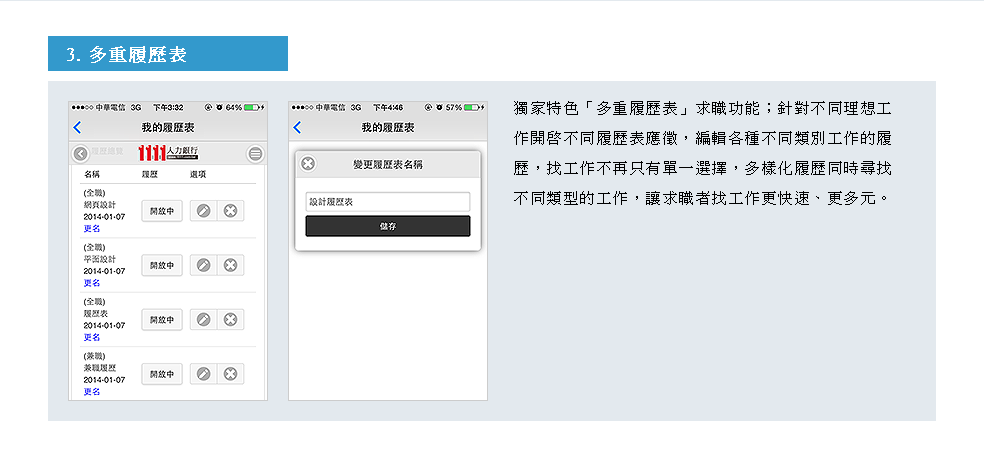 3. 多重履歷表
中華電信 3G 下午3:32 64%
我的履歷表
履歷總覽 1111 人力銀行
名稱 履歷 選項
(全職)
網頁設計
2014-01-07
更名
開放中
(全職)
平面設計
2014-01-07
更名
開放中
(全職)
履歷表
2014-01-07
更名
開放中
(兼職)
兼職履歷
2014-01-07
更名
開放中
中華電信 3G 下午4:46 57%
我的履歷表
變更履歷表名稱
設計履歷表
儲存
獨家特色「多重履歷表」求職功能；針對不同理想工
作開啟不同履歷表應徵，編輯各種不同類別工作的履
歷，找工作不再只有單一選擇，多樣化履歷同時尋找
不同類型的工作，讓求職者找工作更快速、更多元。